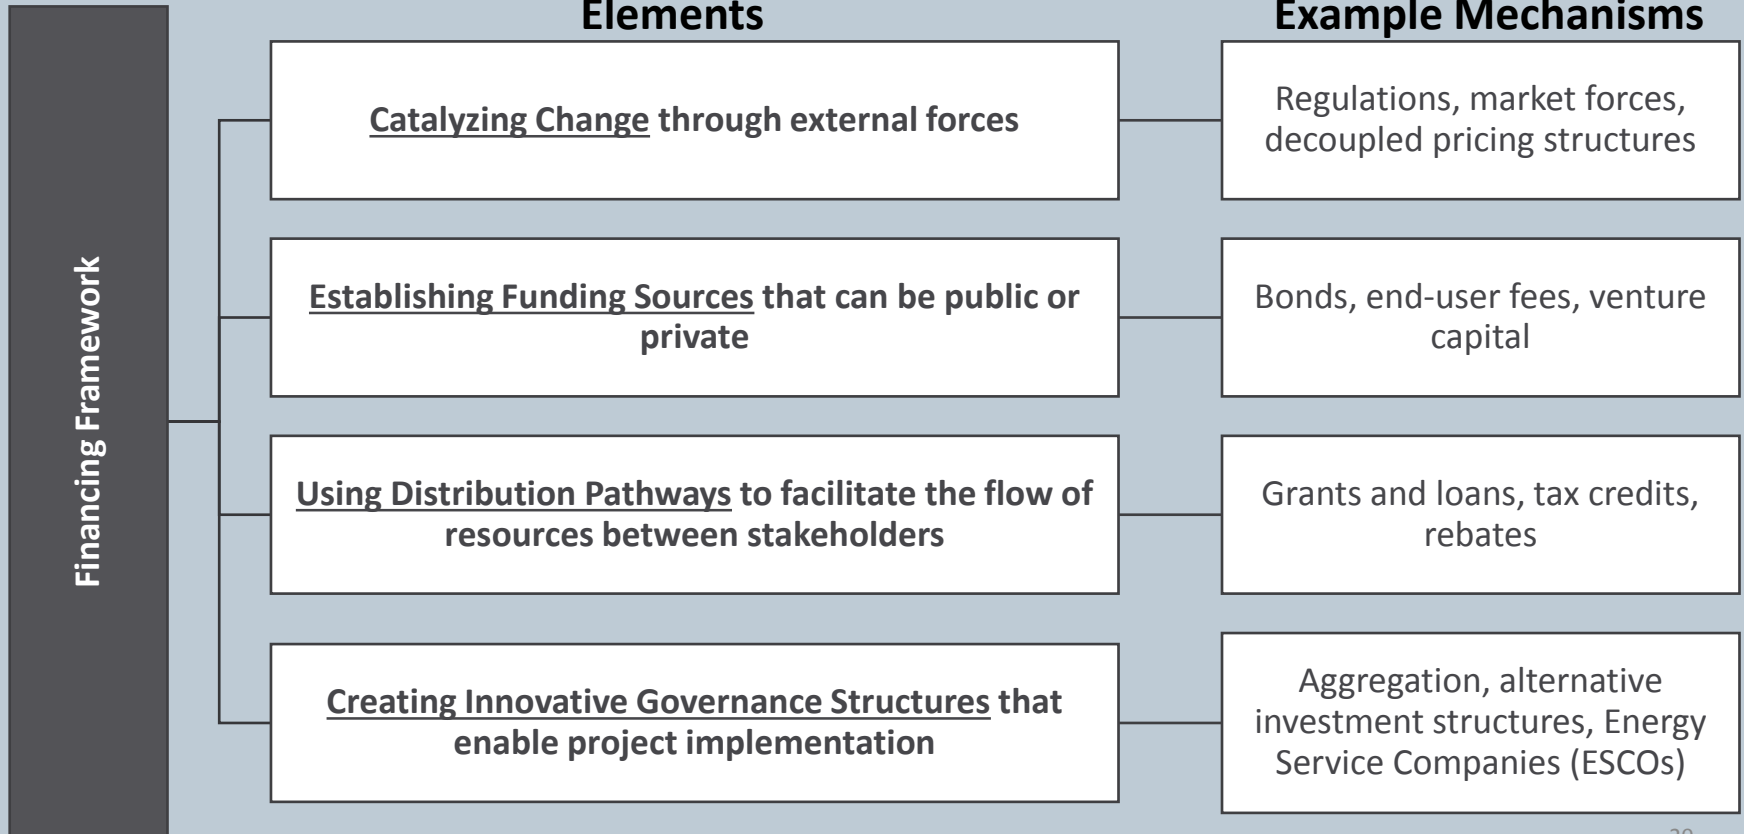 Elements
Example Mechanisms
Financing Framework
Catalyzing Change through external forces
Regulations, market forces,
decoupled pricing structures
Establishing Funding Sources that can be public or
private
Bonds, end-user fees, venture
capital
Using Distribution Pathways to facilitate the flow of
resources between stakeholders
Grants and loans, tax credits,
rebates
Creating Innovative Governance Structures that
enable project implementation
Aggregation, alternative
investment structures, Energy
Service Companies (ESCOs)